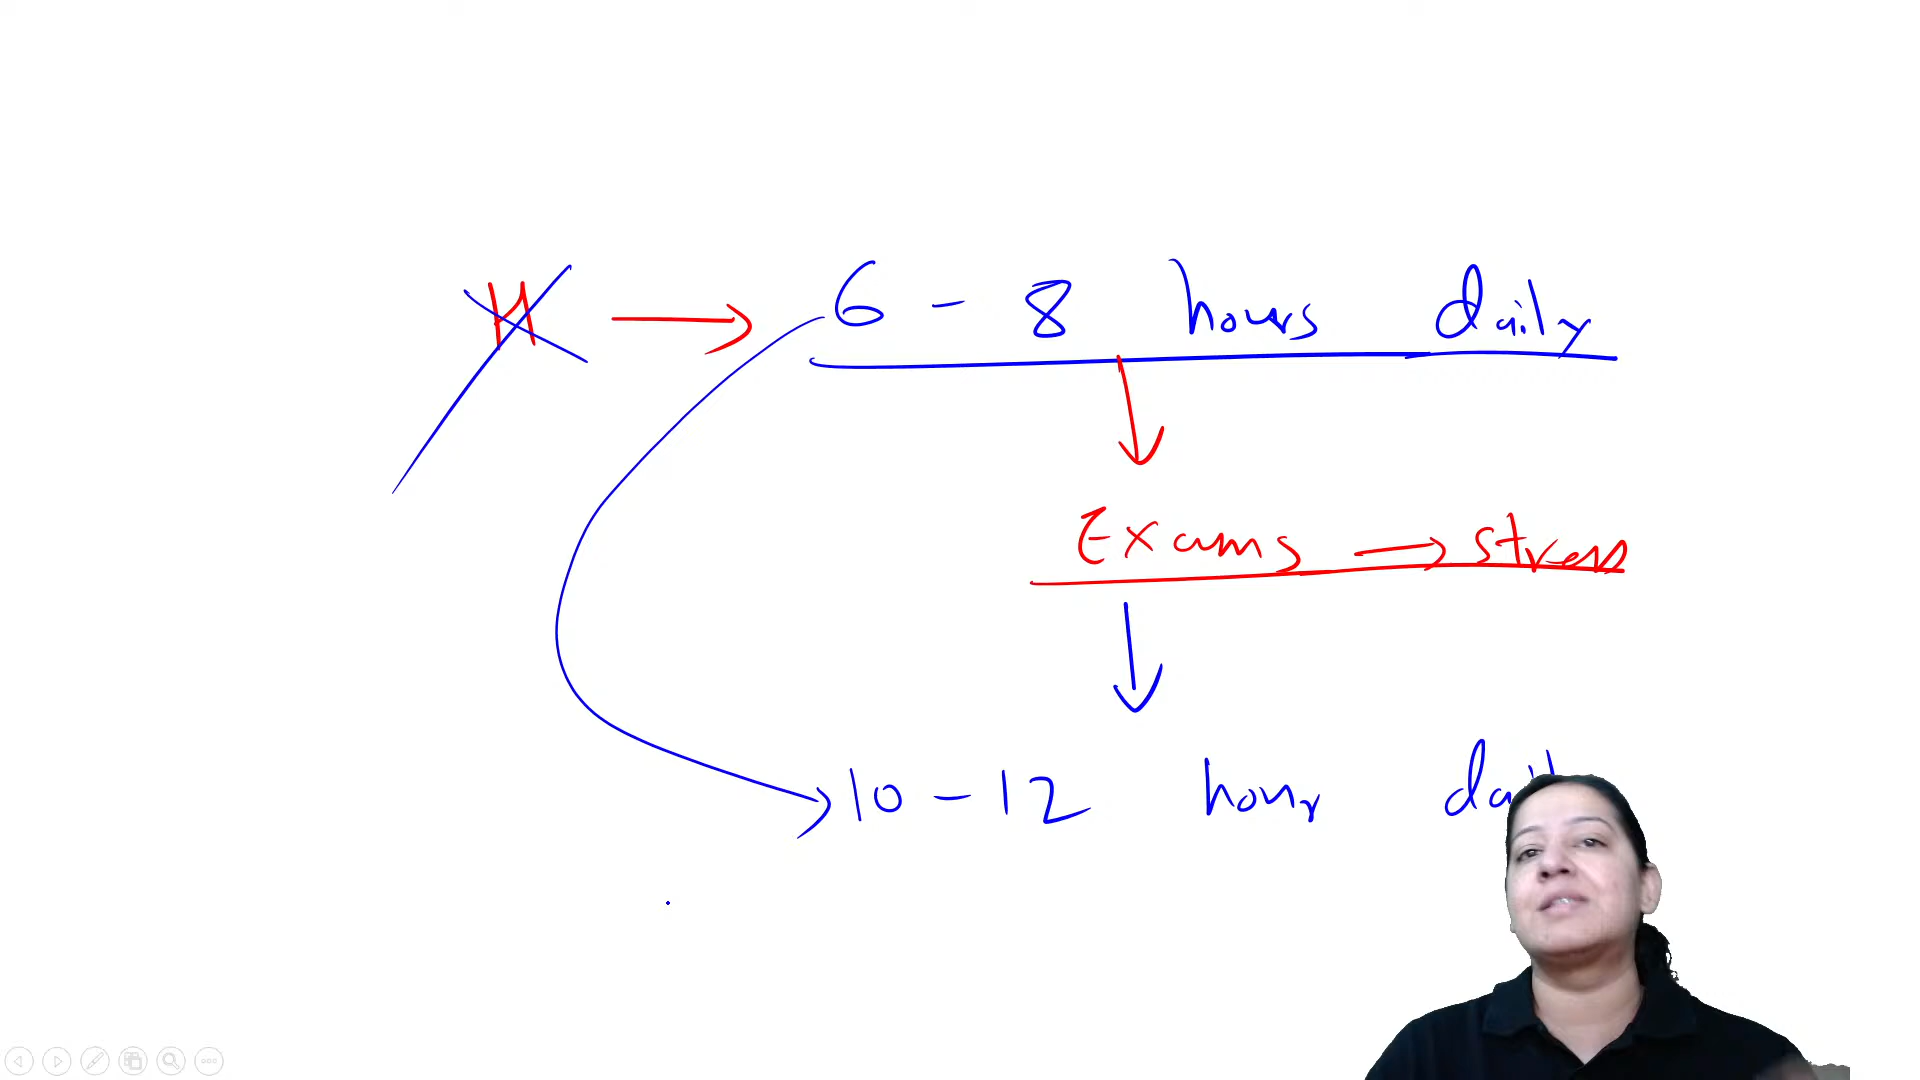 6 - 8 hours daily
Exams → stress
10 - 12 hour